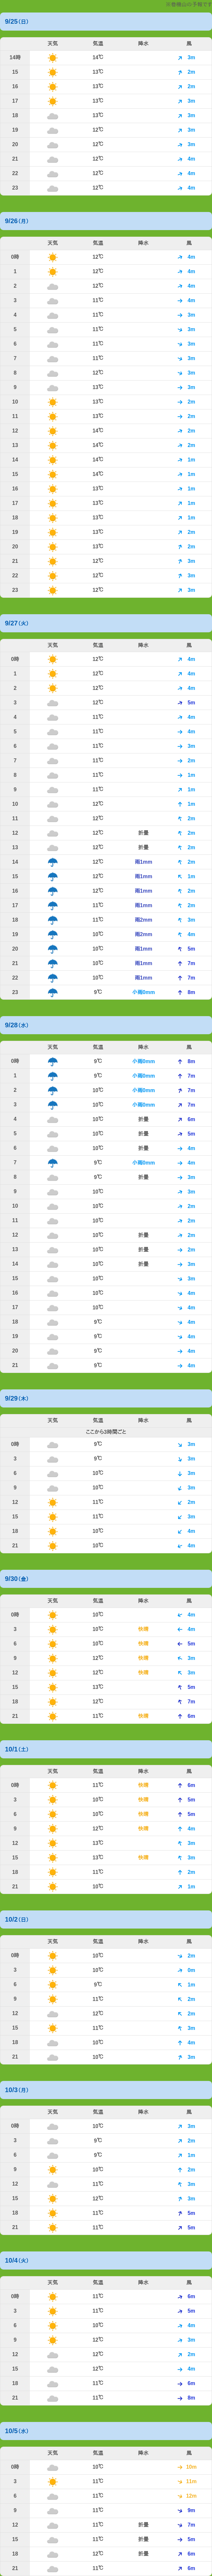 9/25（日）
天気 気温 降水 風
14時 14℃ 3m
15 13℃ 2m
16 13℃ 2m
17 13℃ 3m
18 13℃ 3m
19 12℃ 3m
20 12℃ 3m
21 12℃ 4m
22 12℃ 4m
23 12℃ 4m
9/26（月）
天気 気温 降水 風
0時 12℃ 4m
1 12℃ 4m
2 12℃ 4m
3 11℃ 4m
4 11℃ 3m
5 11℃ 3m
6 11℃ 3m
7 11℃ 3m
8 11℃ 3m
9 13℃ 3m
10 13℃ 2m
11 13℃ 2m
12 14℃ 2m
13 14℃ 2m
14 14℃ 1m
15 14℃ 1m
16 13℃ 1m
17 13℃ 1m
18 13℃ 1m
19 13℃ 2m
20 13℃ 2m
21 12℃ 3m
22 12℃ 3m
23 13℃ 3m
9/27（火）
天気 気温 降水 風
0時 12℃ 4m
1 12℃ 4m
2 12℃ 4m
3 12℃ 5m
4 11℃ 4m
5 11℃ 4m
6 11℃ 3m
7 11℃ 2m
8 11℃ 1m
9 11℃ 1m
10 12℃ 1m
11 12℃ 2m
12 12℃ 折畳 2m
13 12℃ 折畳 2m
14 12℃ 雨1mm 2m
15 12℃ 雨1mm 1m
16 12℃ 雨1mm 2m
17 11℃ 雨1mm 2m
18 11℃ 雨2mm 3m
19 10℃ 雨2mm 4m
20 10℃ 雨1mm 5m
21 10℃ 雨1mm 7m
22 10℃ 雨1mm 7m
23 9℃ 小雨0mm 8m
9/28（水）
天気 気温 降水 風
0時 9℃ 小雨0mm 8m
1 9℃ 小雨0mm 7m
2 10℃ 小雨0mm 7m
3 10℃ 小雨0mm 7m
4 10℃ 折畳 6m
5 10℃ 折畳 5m
6 9℃ 折畳 4m
7 9℃ 小雨0mm 4m
8 9℃ 折畳 3m
9 10℃ 3m
10 10℃ 2m
11 10℃ 2m
12 10℃ 折畳 2m
13 10℃ 折畳 2m
14 10℃ 折畳 3m
15 10℃ 3m
16 10℃ 4m
17 10℃ 4m
18 9℃ 4m
19 9℃ 4m
20 9℃ 4m
21 9℃ 4m
9/29（木）
天気 気温 降水 風
ここから3時間ごと
0時 9℃ 3m
3 9℃ 3m
6 10℃ 3m
9 10℃ 3m
12 11℃ 2m
15 11℃ 3m
18 10℃ 4m
21 10℃ 4m
9/30（金）
天気 気温 降水 風
0時 10℃ 4m
3 10℃ 快晴 4m
6 10℃ 快晴 5m
9 12℃ 快晴 3m
12 12℃ 快晴 3m
15 13℃ 5m
18 12℃ 7m
21 11℃ 快晴 6m
10/1（土）
天気 気温 降水 風
0時 11℃ 快晴 6m
3 10℃ 快晴 5m
6 10℃ 快晴 5m
9 12℃ 快晴 4m
12 13℃ 3m
15 13℃ 快晴 3m
18 11℃ 2m
21 10℃ 1m
10/2（日）
天気 気温 降水 風
0時 10℃ 2m
3 10℃ 0m
6 9℃ 1m
9 11℃ 2m
12 12℃ 2m
15 11℃ 3m
18 10℃ 4m
21 10℃ 3m
10/3（月）
天気 気温 降水 風
0時 10℃ 3m
3 9℃ 2m
6 9℃ 1m
9 10℃ 2m
12 11℃ 3m
15 12℃ 3m
18 11℃ 5m
21 11℃ 5m
10/4（火）
天気 気温 降水 風
0時 11℃ 6m
3 11℃ 5m
6 10℃ 4m
9 12℃ 3m
12 12℃ 2m
15 12℃ 4m
18 11℃ 6m
21 11℃ 8m
10/5（水）
天気 気温 降水 風
0時 10℃ 10m
3 11℃ 11m
6 11℃ 12m
9 11℃ 9m
12 11℃ 折畳 7m
15 11℃ 折畳 5m
18 12℃ 折畳 6m
21 11℃ 6m